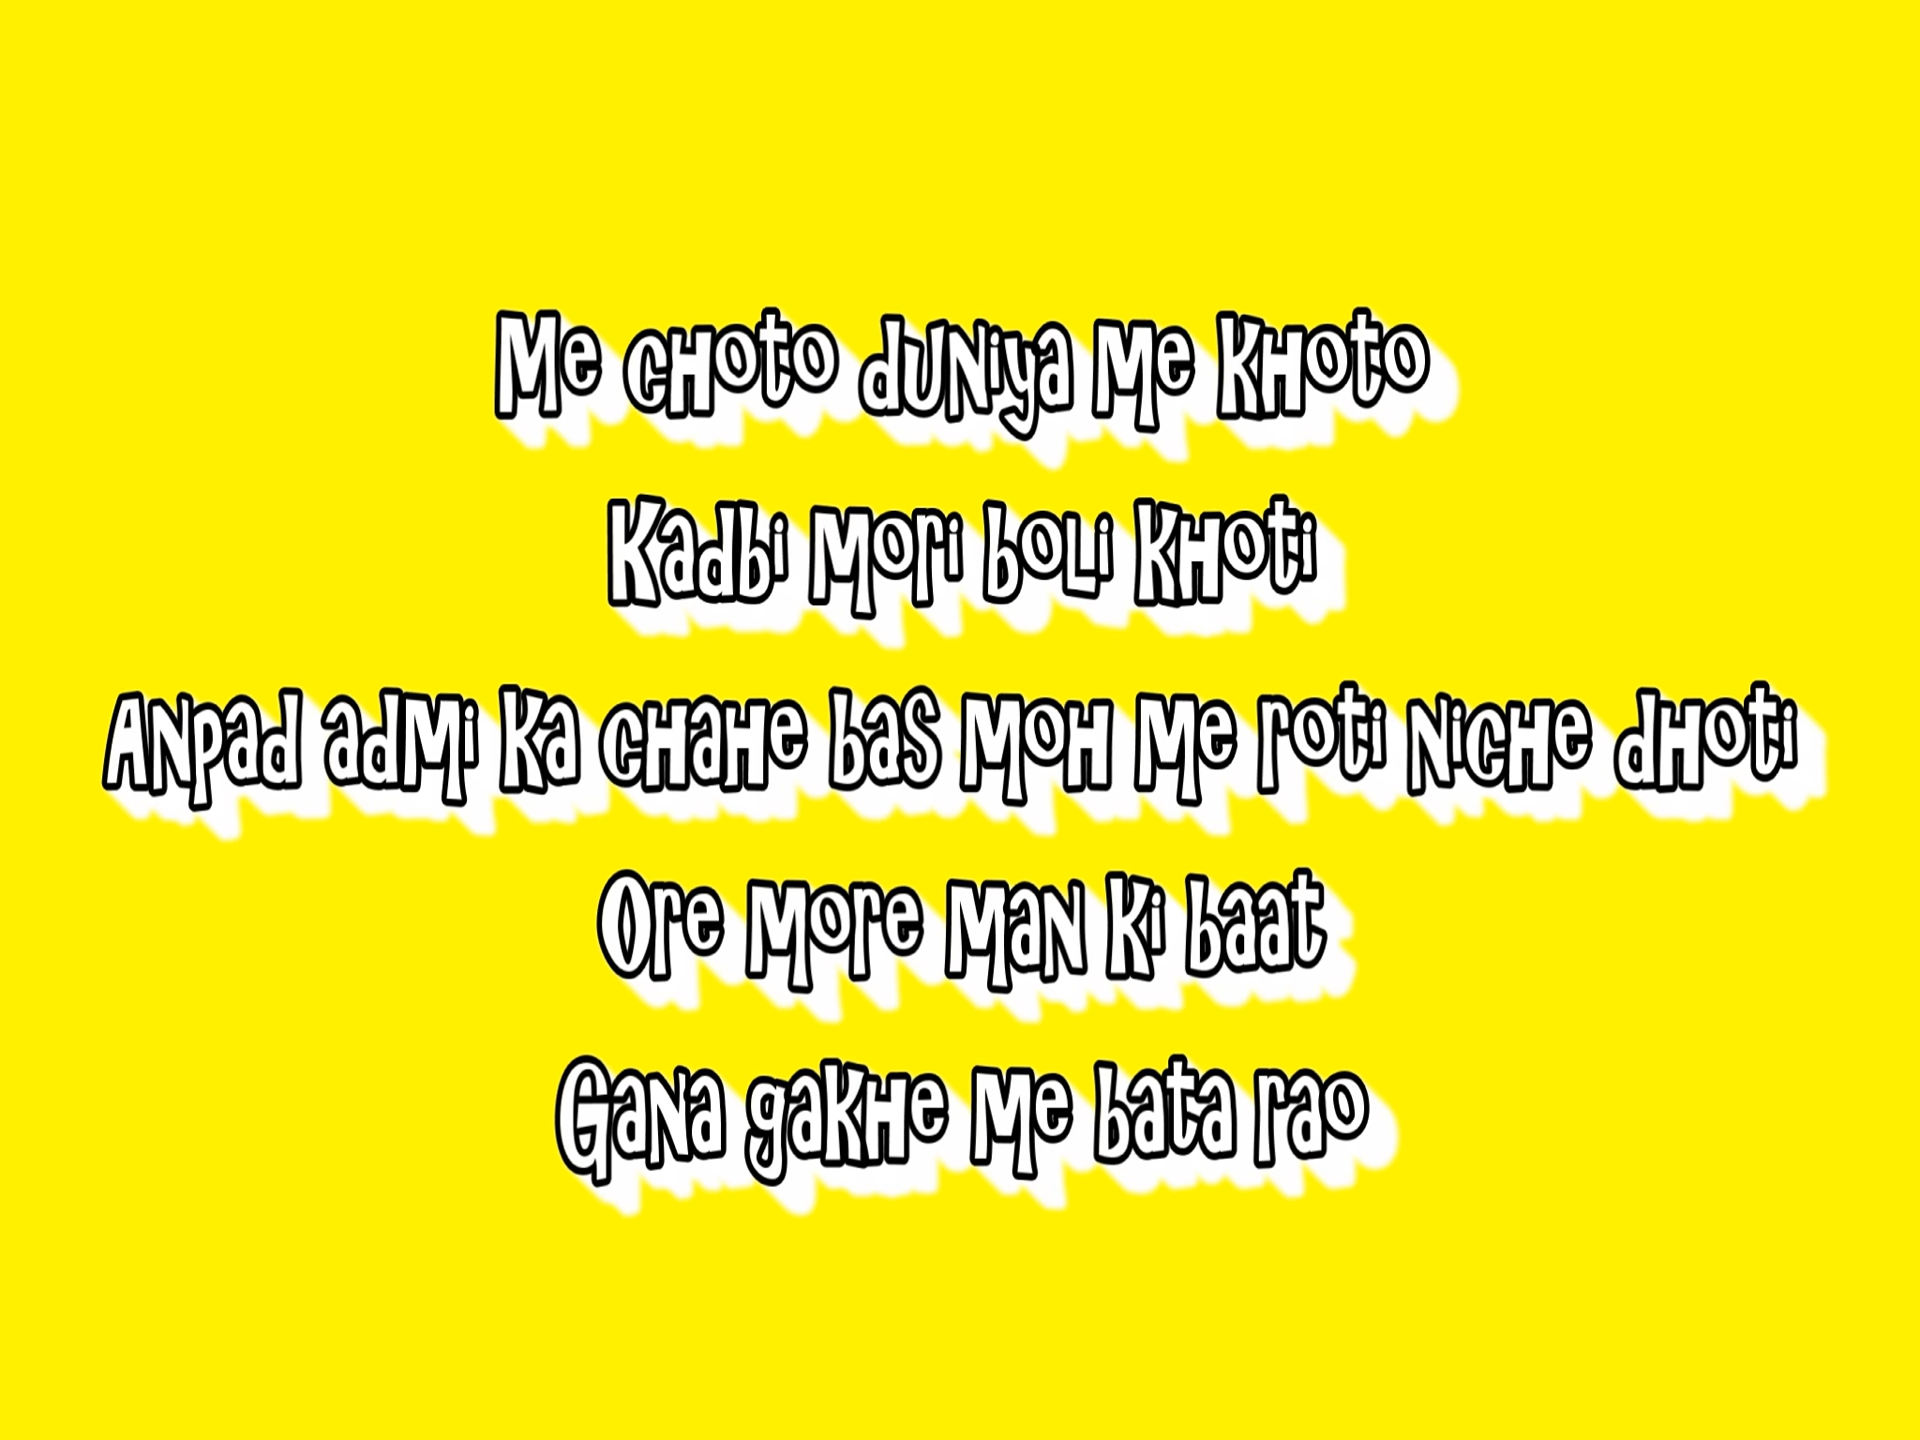 Me choto duniya me khoto
Kadbi mori boli khoti
Anpad admi ka chahe bas moh me roti niche dhoti
Ore more man ki baat
Gana gakhe me bata rao